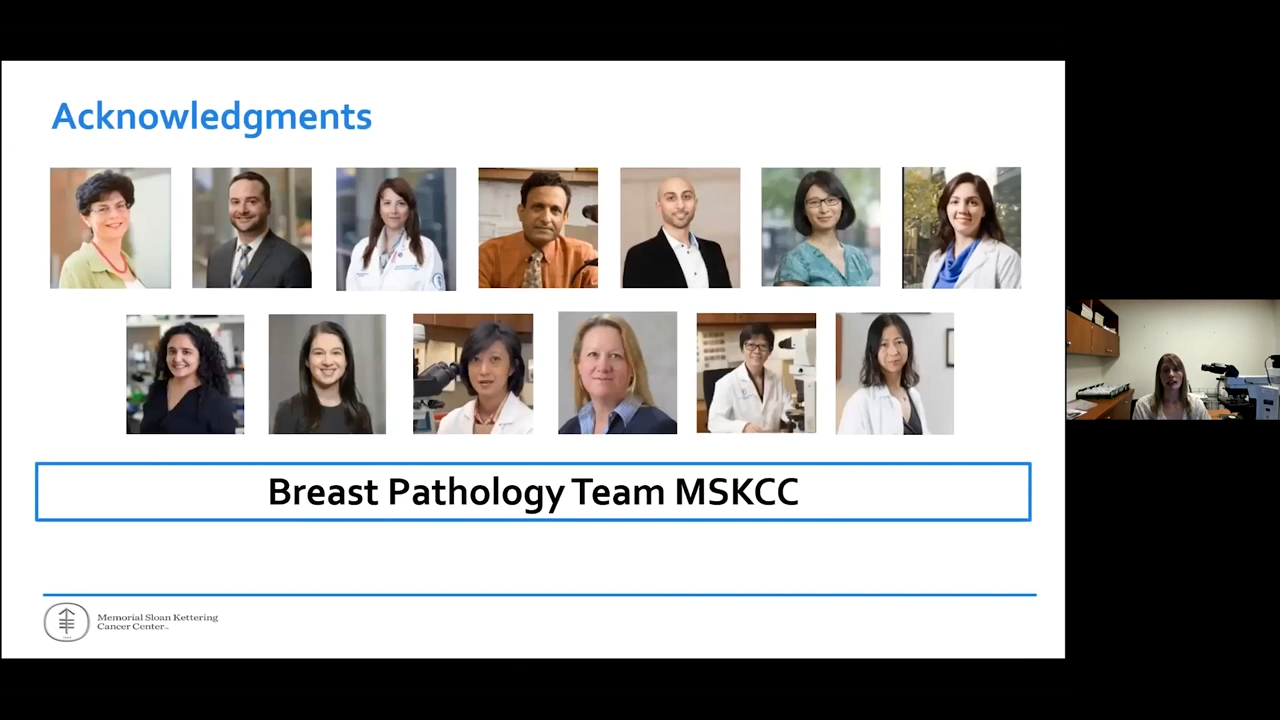 Acknowledgments
Breast Pathology Team MSKCC
Memorial Sloan Kettering
Cancer Center